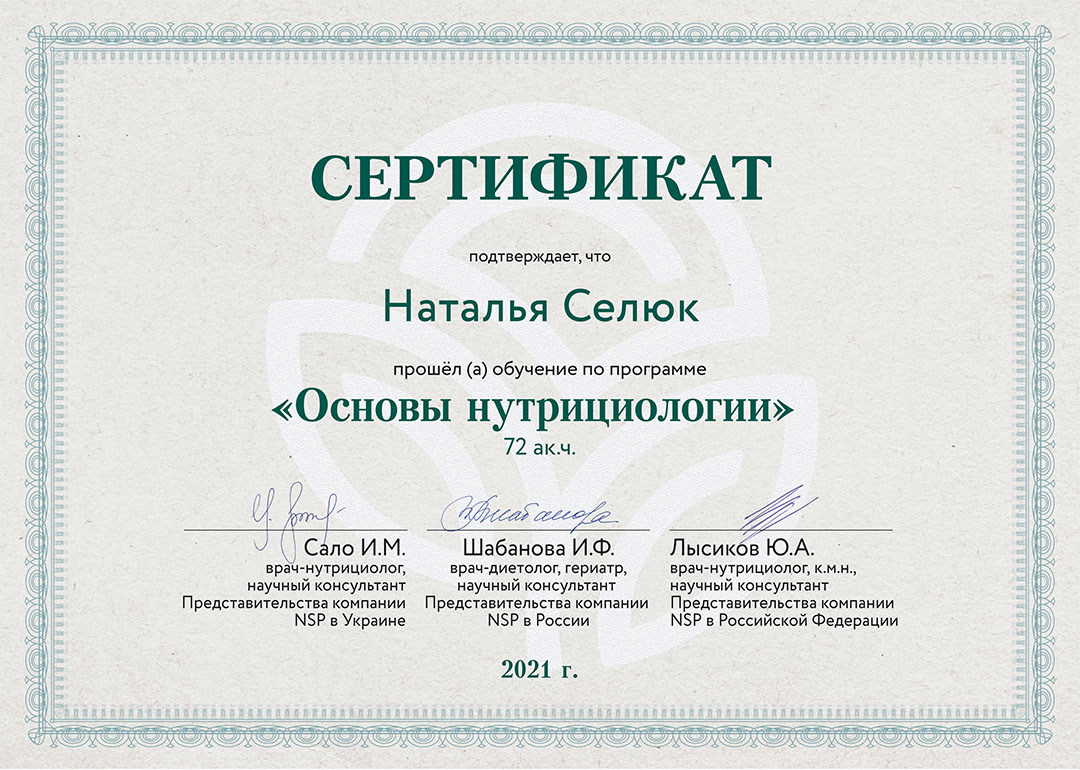 СЕРТИФИКАТ
подтверждает, что
Наталья Селюк
прошёл (а) обучение по программе
«Основы нутрициологии»
72 ак.ч.
Сало И.М.
врач-нутрициолог,
научный консультант
Представительства компании
NSP в Украине
Шабанова И.Ф.
врач-диетолог, гериатр,
научный консультант
Представительства компании
NSP в России
Лысиков Ю.А.
врач-нутрициолог, к.м.н.,
научный консультант
Представительства компании
NSP в Российской Федерации
2021 г.